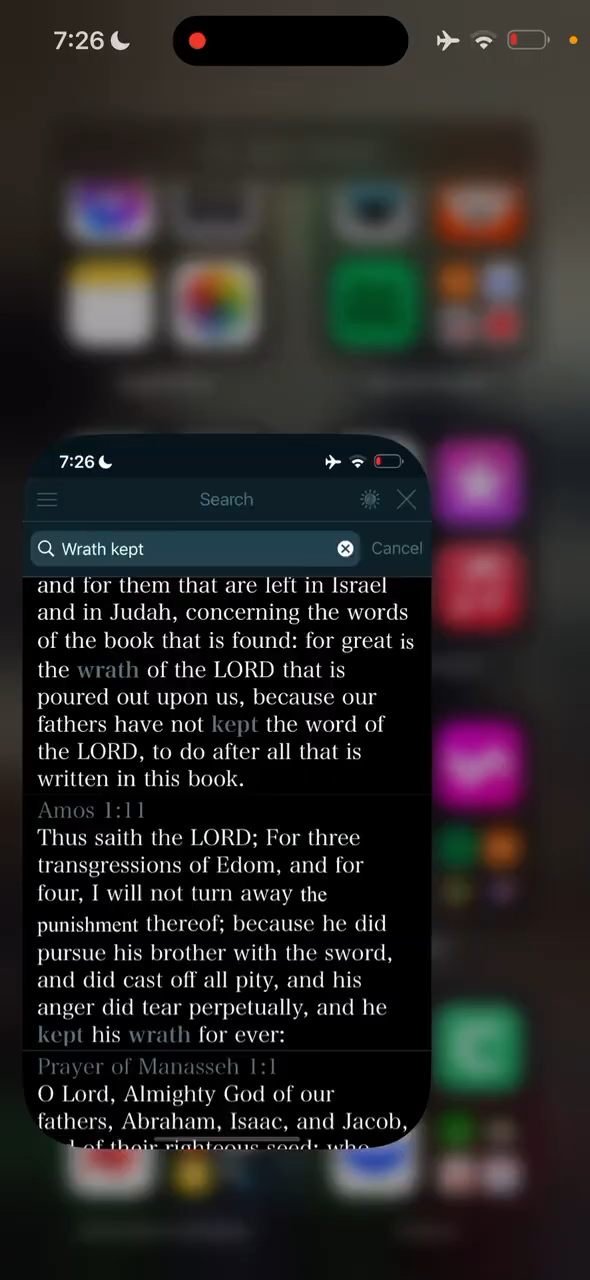 7:26
7:26
Search
Wrath kept
Cancel
and for them that are left in Israel
and in Judah, concerning the words
of the book that is found: for great is
the wrath of the LORD that is
poured out upon us, because our
fathers have not kept the word of
the LORD, to do after all that is
written in this book.
Amos 1:11
Thus saith the LORD; For three
transgressions of Edom, and for
four, I will not turn away the
punishment thereof; because he did
pursue his brother with the sword,
and did cast off all pity, and his
anger did tear perpetually, and he
kept his wrath for ever:
Prayer of Manasseh 1:1
O Lord, Almighty God of our
fathers, Abraham, Isaac, and Jacob,
of their righteous seed; who